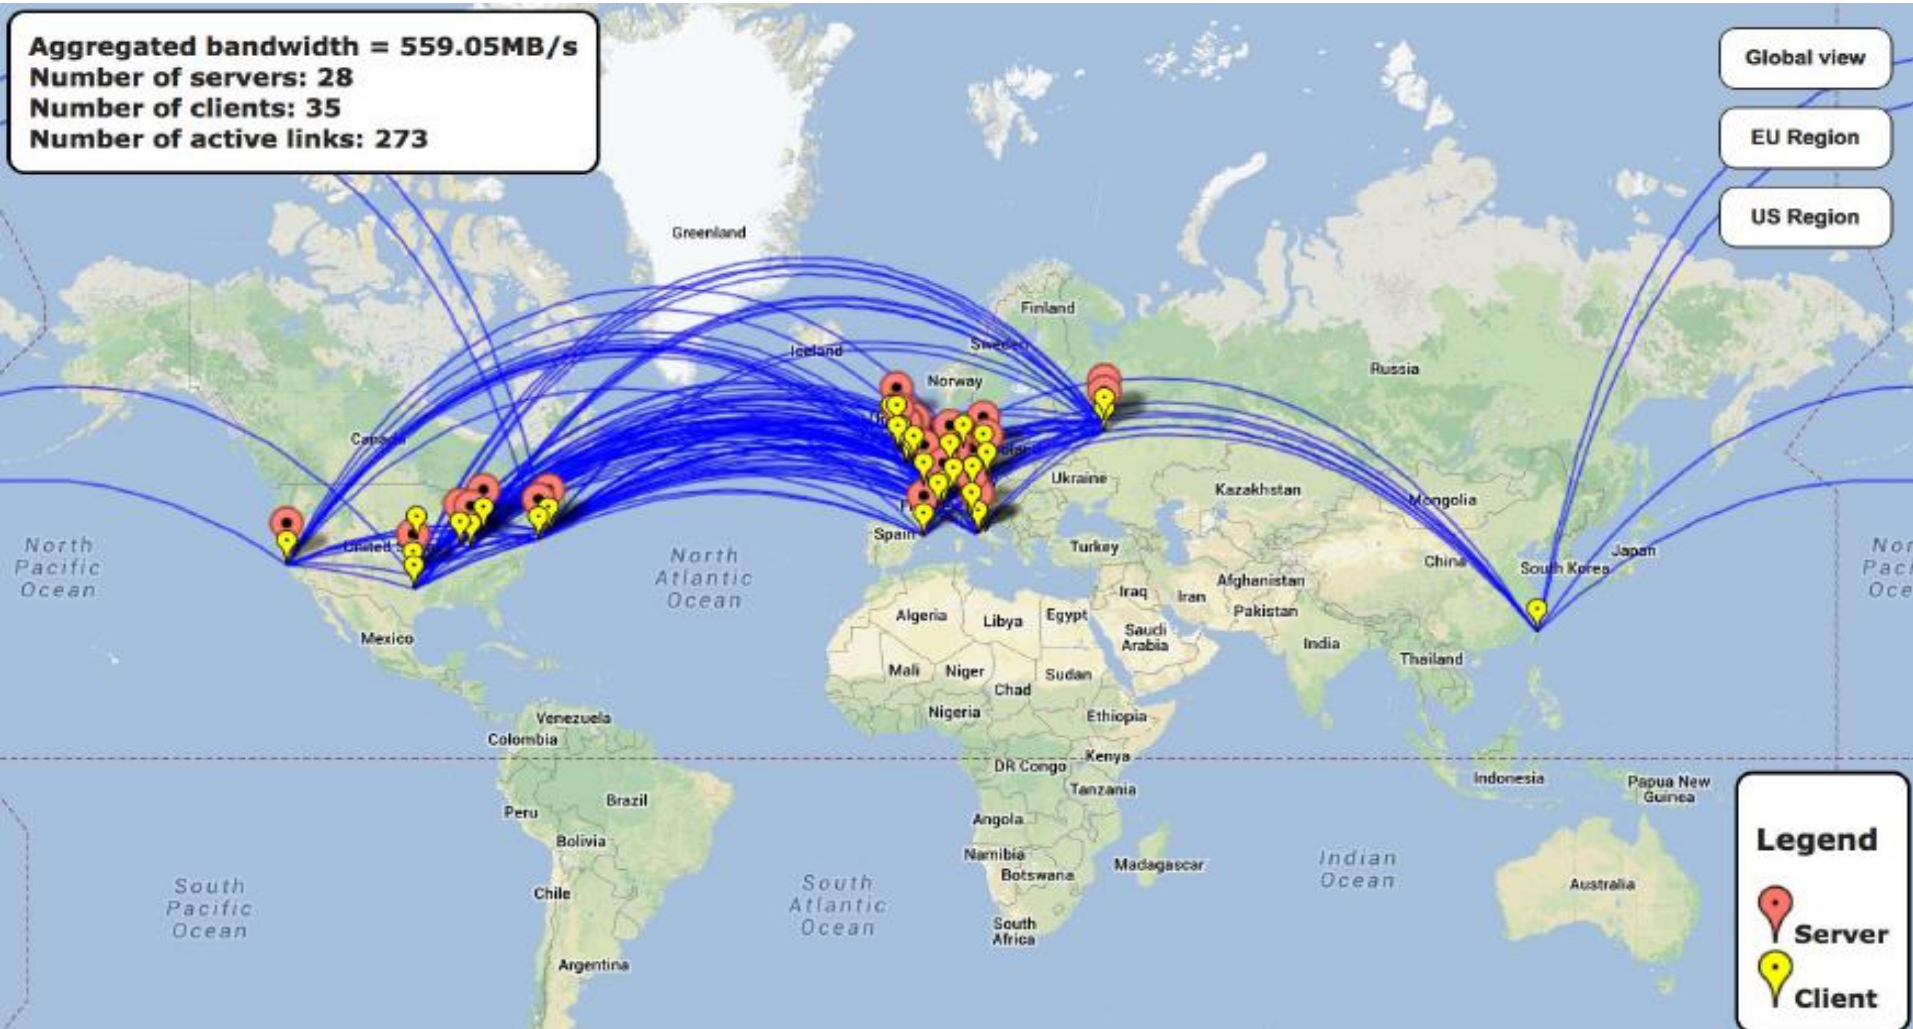 Aggregated bandwidth = 559.05MB/s
Number of servers: 28
Number of clients: 35
Number of active links: 273
Global view
EU Region
US Region
Greenland
Finland
Iceland
Sweden
Russia
Norway
Canada
Ukraine
Kazakhstan
Mongolia
Spain
United
Turkey
Japan
China
South Korea
North
Pacific
Ocean
North
Atlantic
Ocean
Afghanistan
Iraq
Iran
Pakistan
Algeria
Libya
Egypt
Saudi
Arabia
Mexico
India
Thailand
Mali
Niger
Sudan
Chad
Nigeria
Ethiopia
Venezuela
Colombia
Kenya
DR Congo
Tanzania
Indonesia
Papua New
Guinea
Brazil
Peru
Angola
Bolivia
Namibia
Botswana
Madagascar
Chile
South
Pacific
Ocean
South
Atlantic
Ocean
Indian
Ocean
Australia
South
Africa
Argentina
Legend
Server
Client